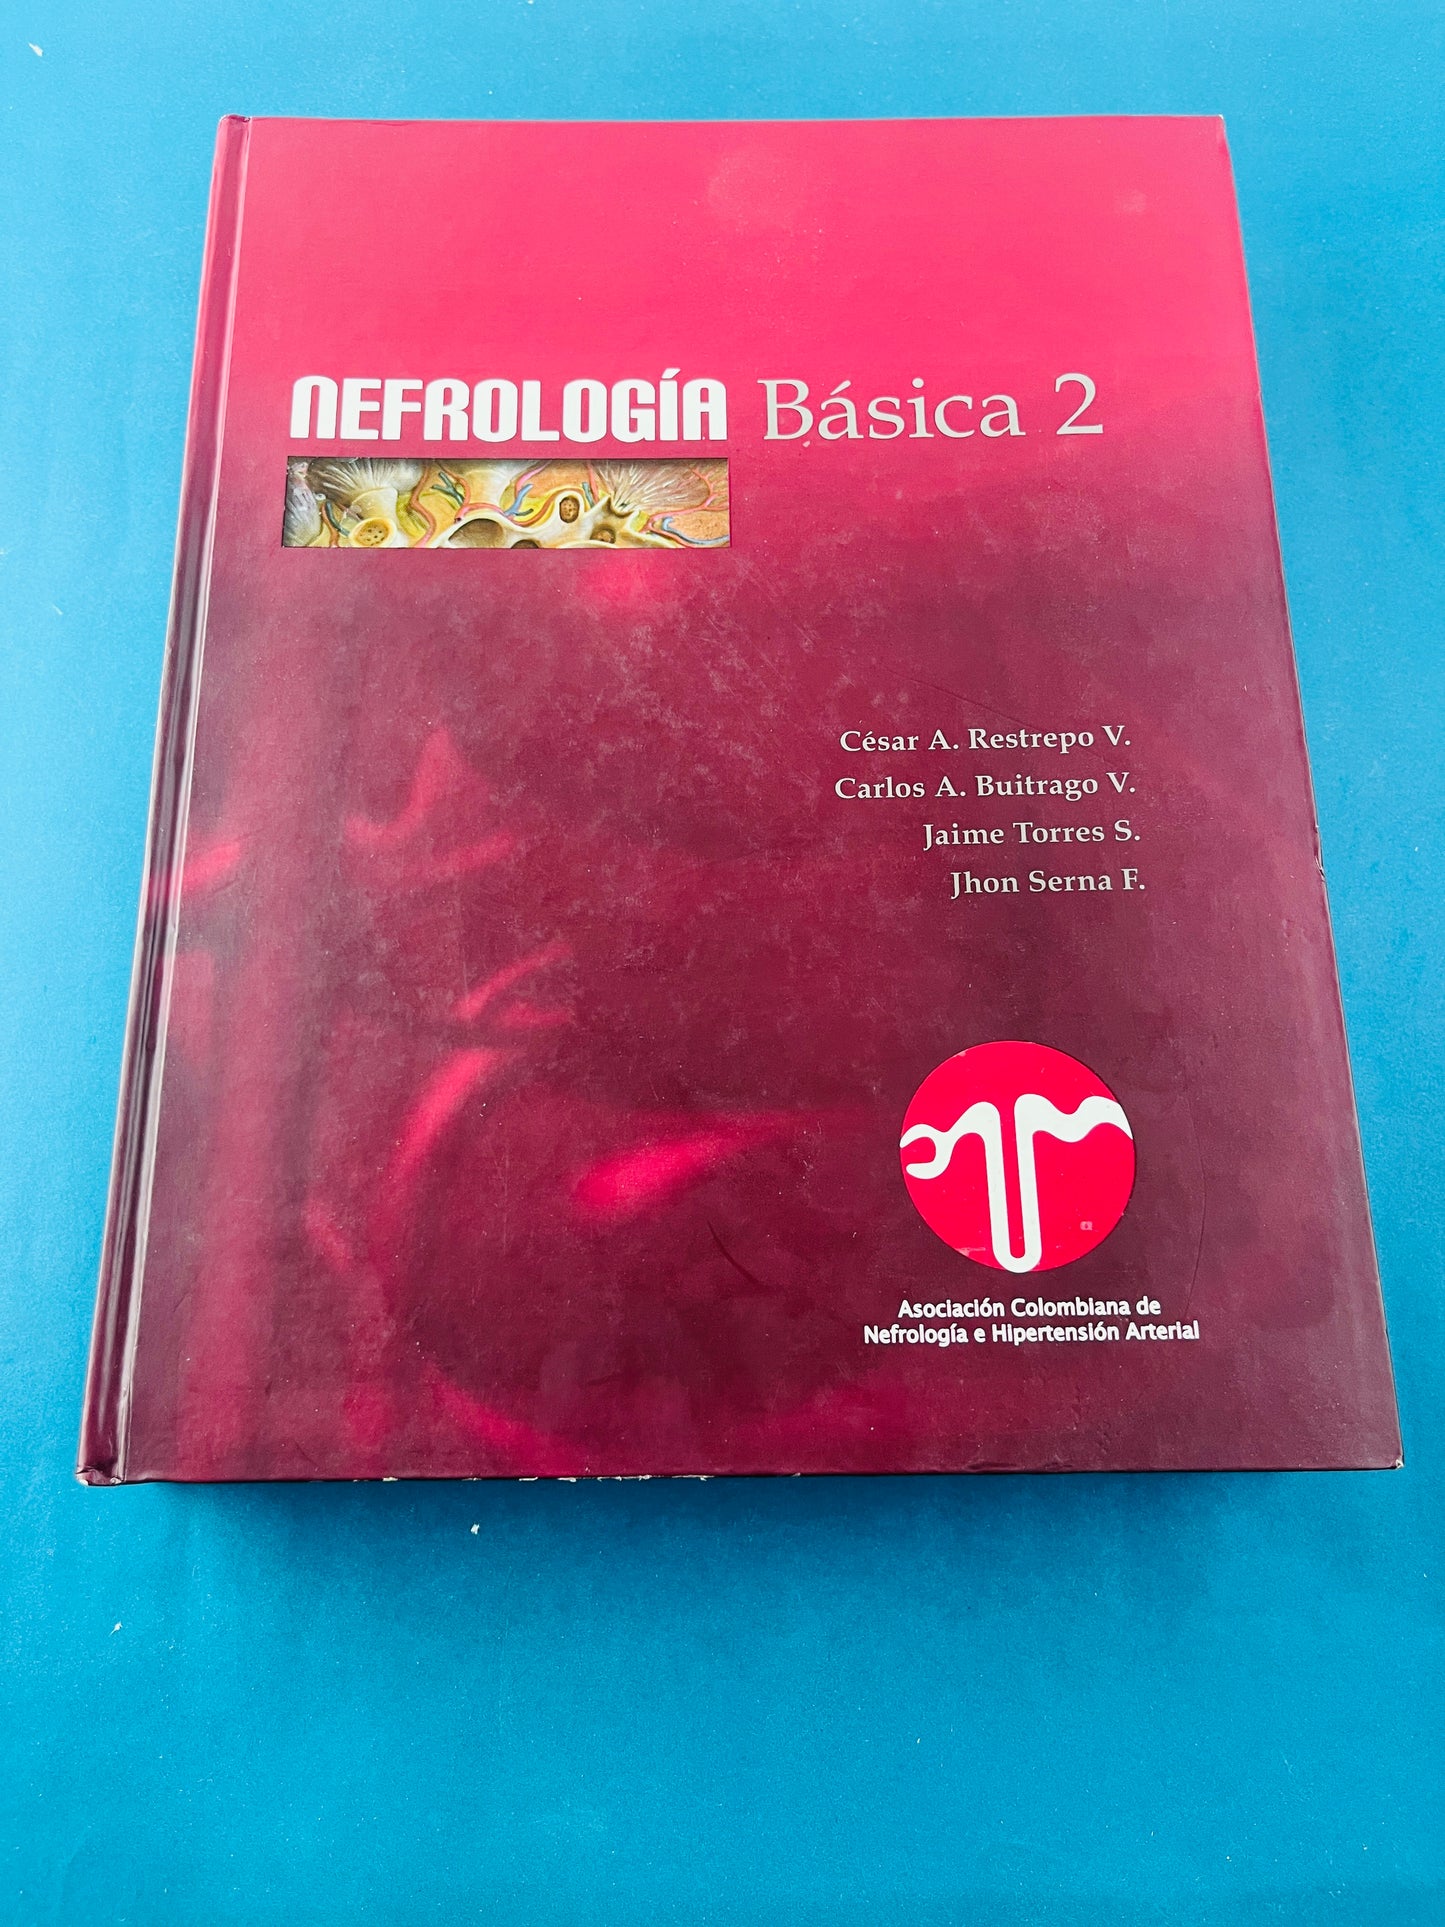 NEFROLOGÍA Básica 2
César A. Restrepo V.
Carlos A. Buitrago V.
Jaime Torres S.
Jhon Serna F.
Asociación Colombiana de
Nefrología e Hipertensión Arterial